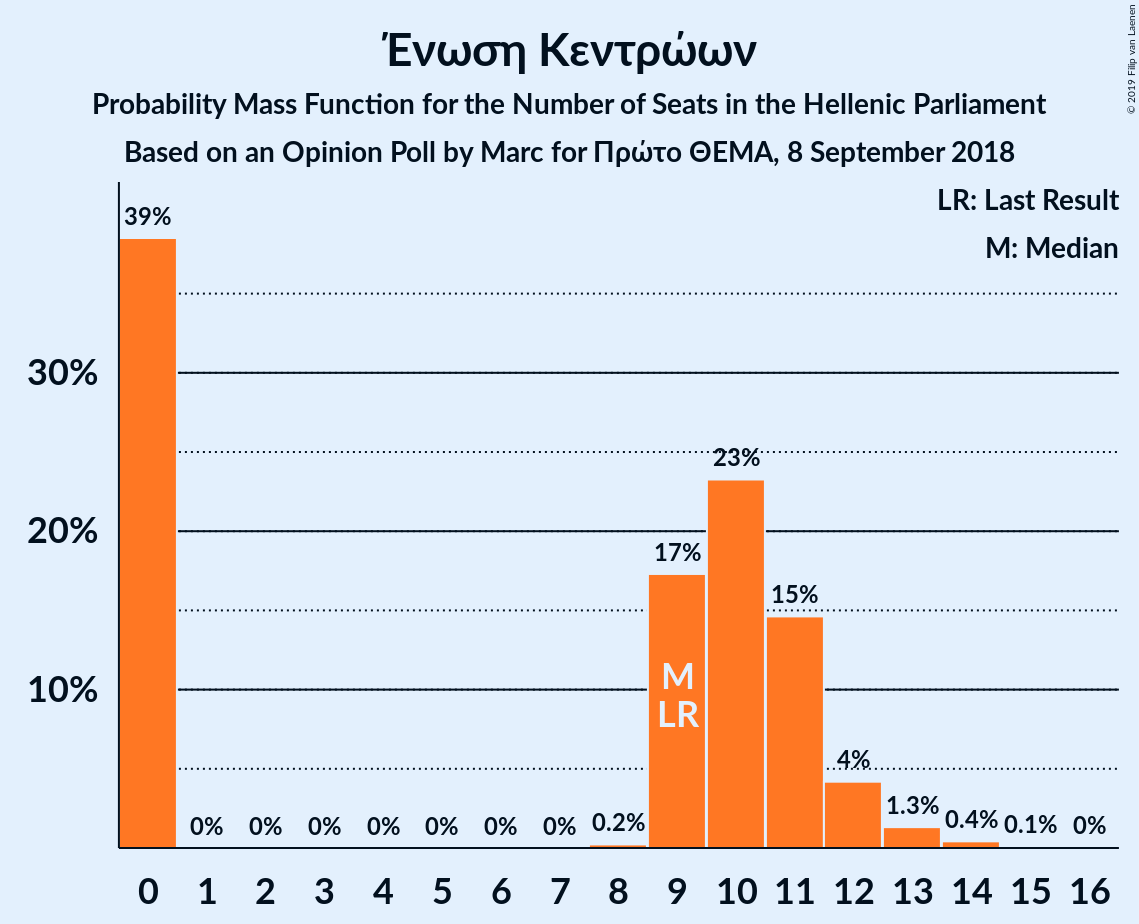 Ένωση Κεντρώων
Probability Mass Function for the Number of Seats in the Hellenic Parliament
Based on an Opinion Poll by Marc for Πρώτο ΘΕΜΑ, 8 September 2018
© 2019 Filip van Laenen
LR: Last Result
M: Median
39%
30%
23%
20%
17%
15%
10%
M
LR
4%
0% 0% 0% 0% 0% 0% 0% 0.2% 1.3% 0.4% 0.1% 0%
0 1 2 3 4 5 6 7 8 9 10 11 12 13 14 15 16